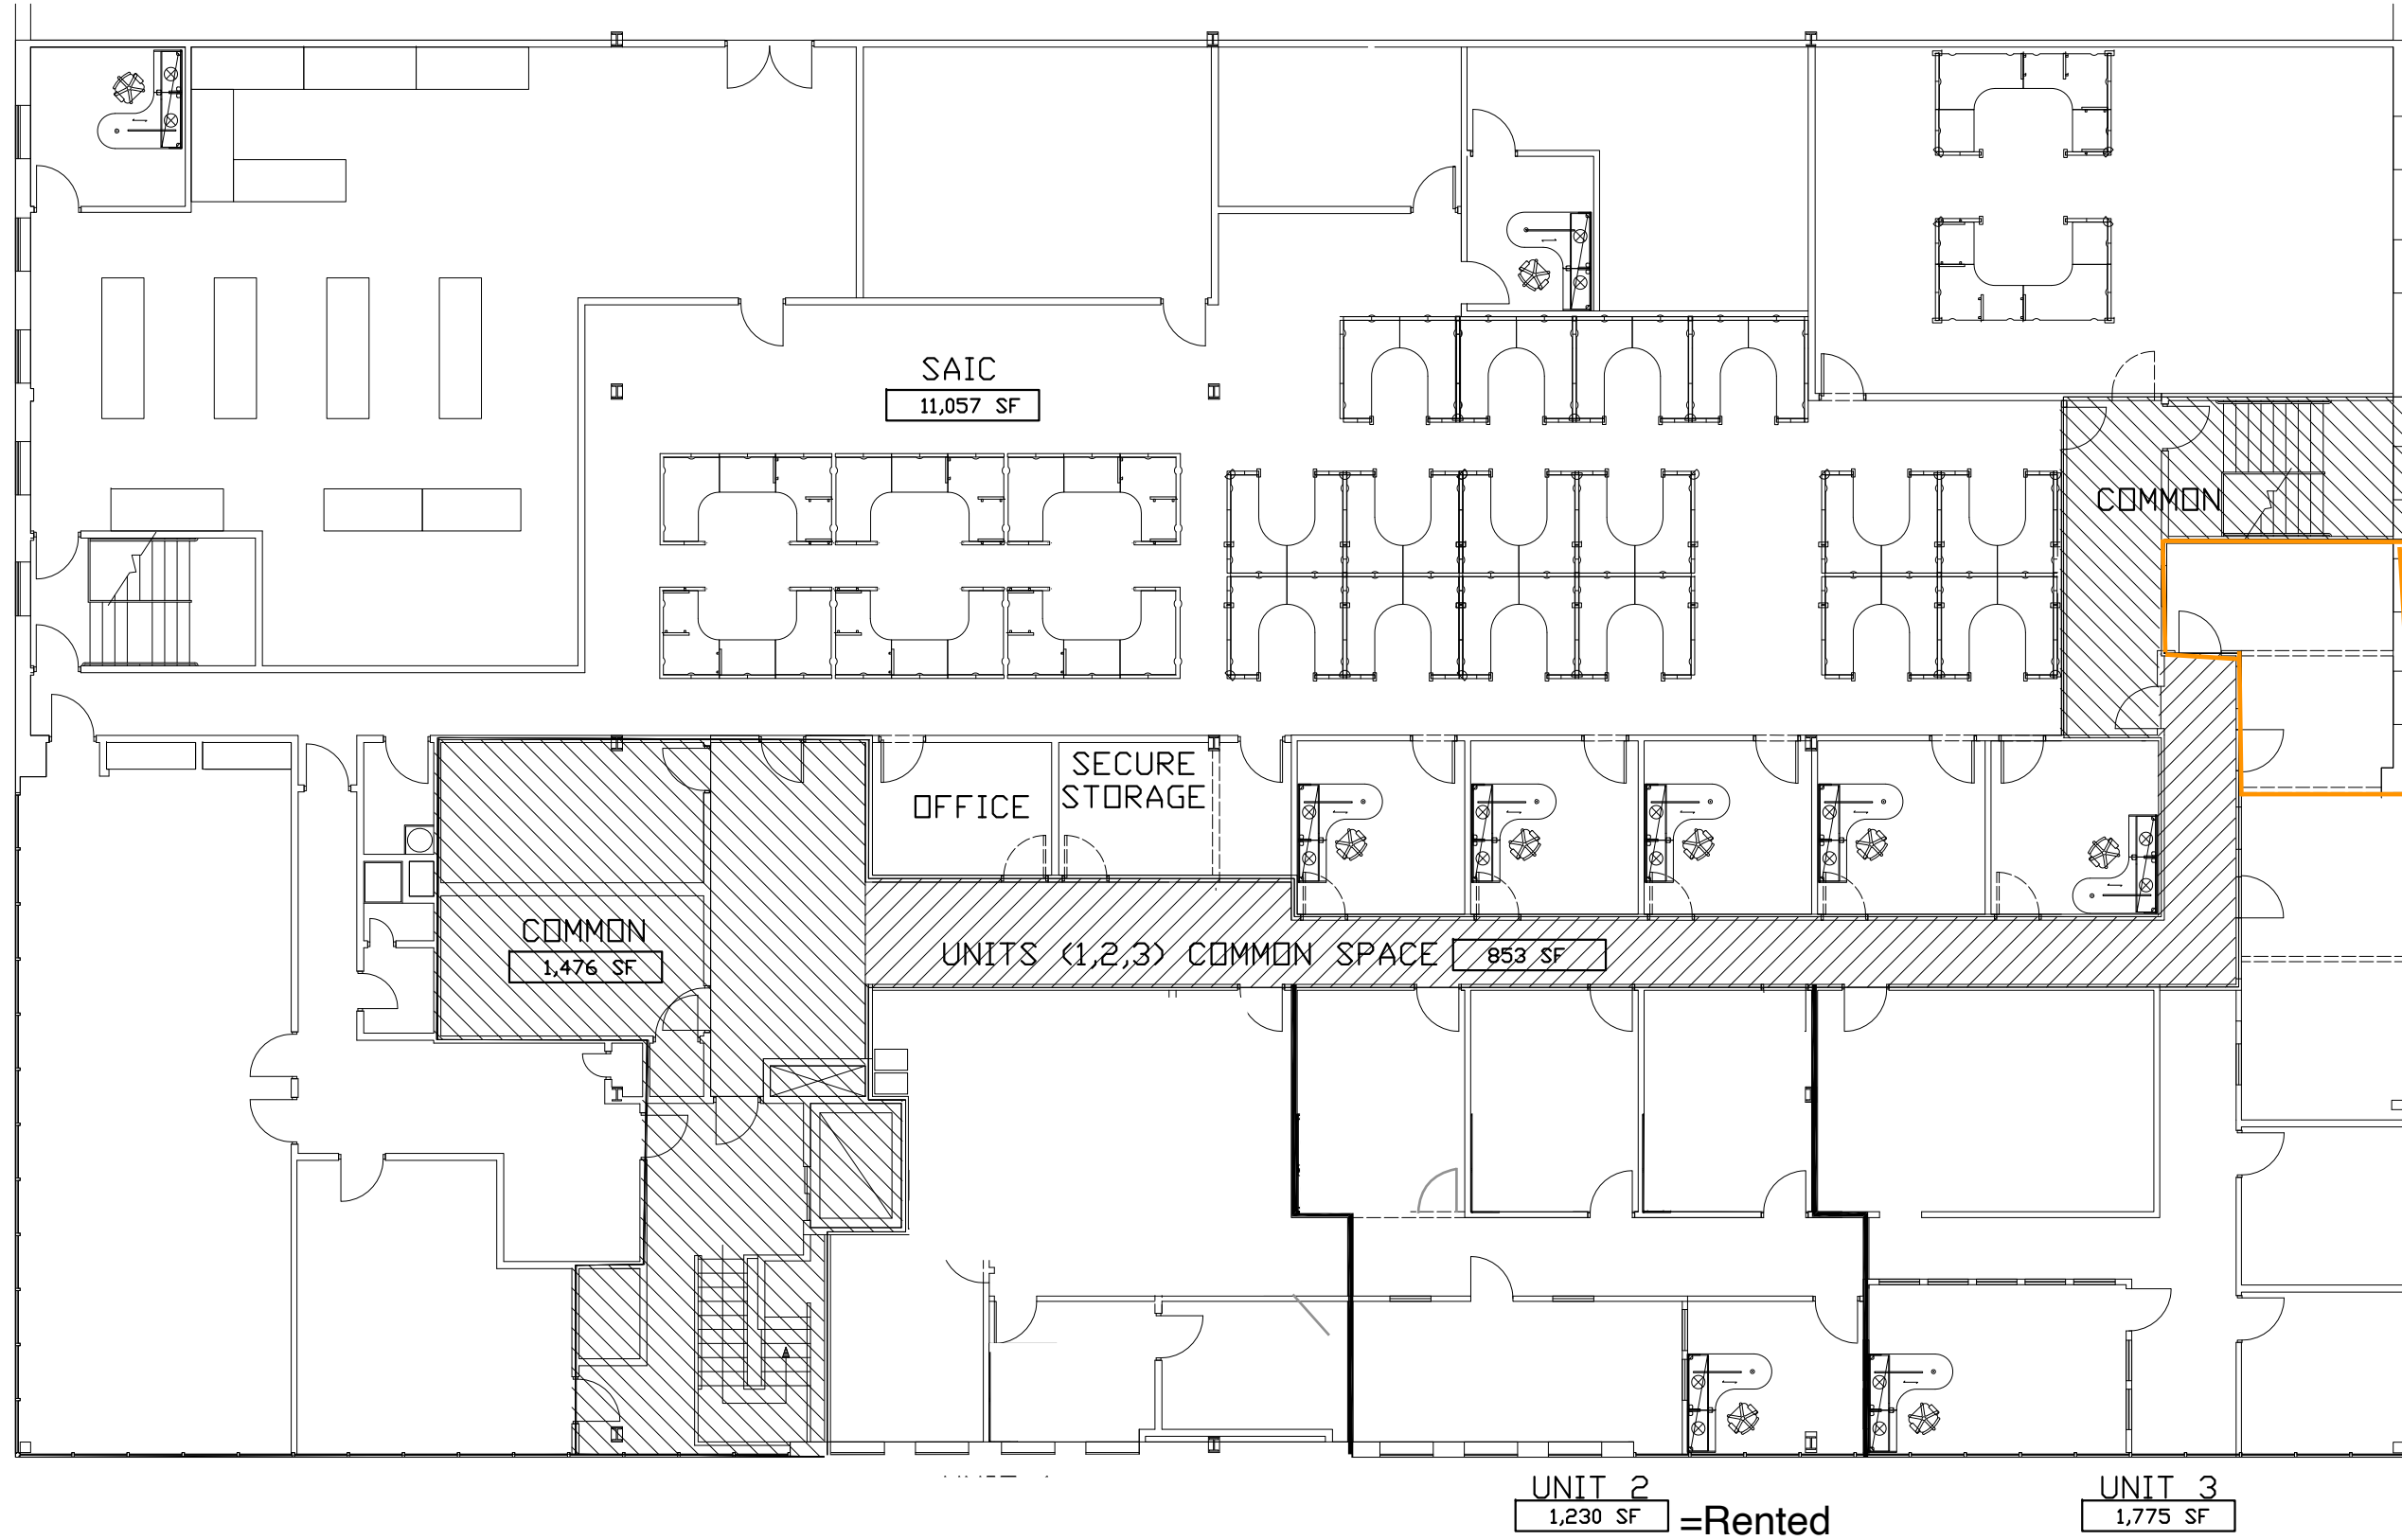 SAIC
11,057 SF
COMMON
SECURE
STORAGE
OFFICE
COMMON
1,476 SF
UNITS (1,2,3) COMMON SPACE 853 SF
UNIT 2
1,230 SF =Rented
UNIT 3
1,775 SF